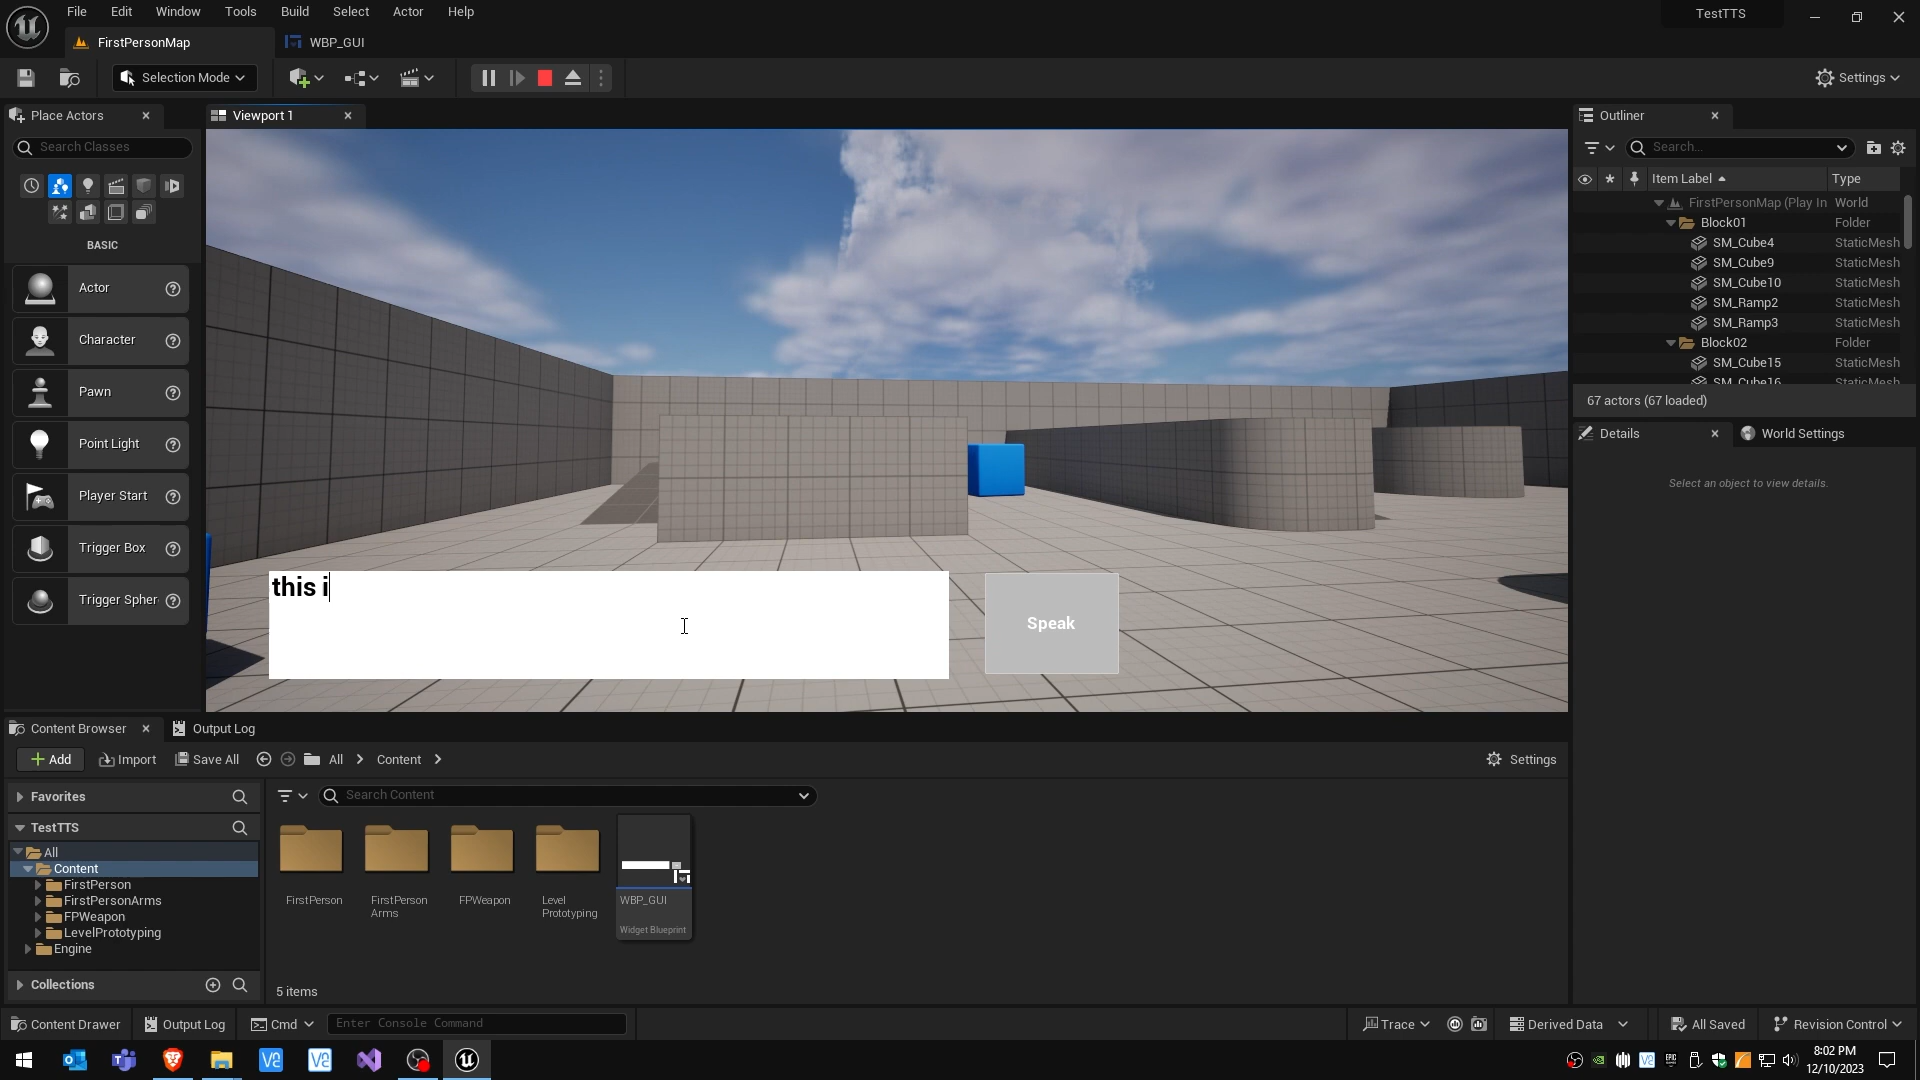 File Edit Window Tools Build Select Actor Help
TestTTS
FirstPersonMap
WBP_GUI
Selection Mode
Settings
Place Actors
Viewport 1
Outliner
Search Classes
Search...
Item Label Type
FirstPersonMap (Play In World
Block01 Folder
SM_Cube4 StaticMesh
SM_Cube9 StaticMesh
SM_Cube10 StaticMesh
SM_Ramp2 StaticMesh
SM_Ramp3 StaticMesh
Block02 Folder
SM_Cube15 StaticMesh
SM_Cube16 StaticMesh
67 actors (67 loaded)
BASIC
Actor
Character
Pawn
Point Light
Player Start
Trigger Box
Trigger Spher
Details
World Settings
Select an object to view details.
this i
Speak
Content Browser
Output Log
Add Import Save All All Content
Settings
Favorites
Search Content
TestTTS
All
Content
FirstPerson
FirstPersonArms
FPWeapon
LevelPrototyping
Engine
Collections
FirstPerson
FirstPerson
Arms
FPWeapon
Level
Prototyping
WBP_GUI
Widget Blueprint
5 items
Content Drawer
Output Log
Cmd
Enter Console Command
Trace
Derived Data
All Saved
Revision Control
8:02 PM
12/10/2023